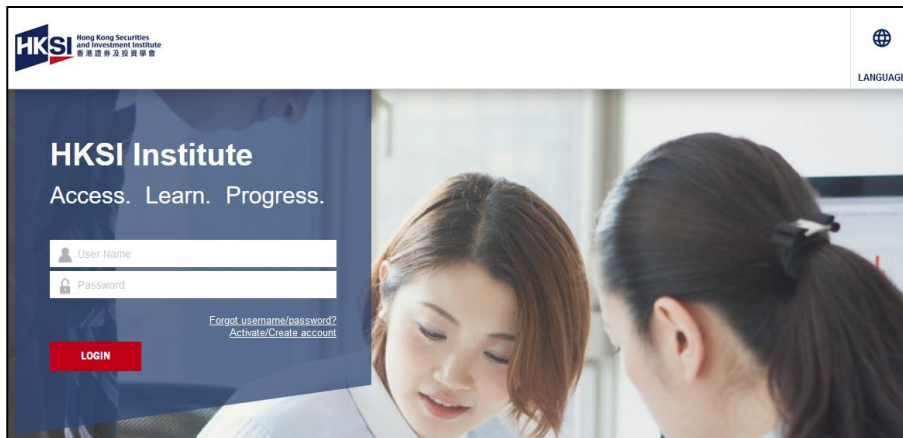 HKSI
Hong Kong Securities
and Investment Institute
香港證券及投資學會
LANGUAGE
HKSI Institute
Access. Learn. Progress.
User Name
Password
Forgot username/password?
Activate/Create account
LOGIN